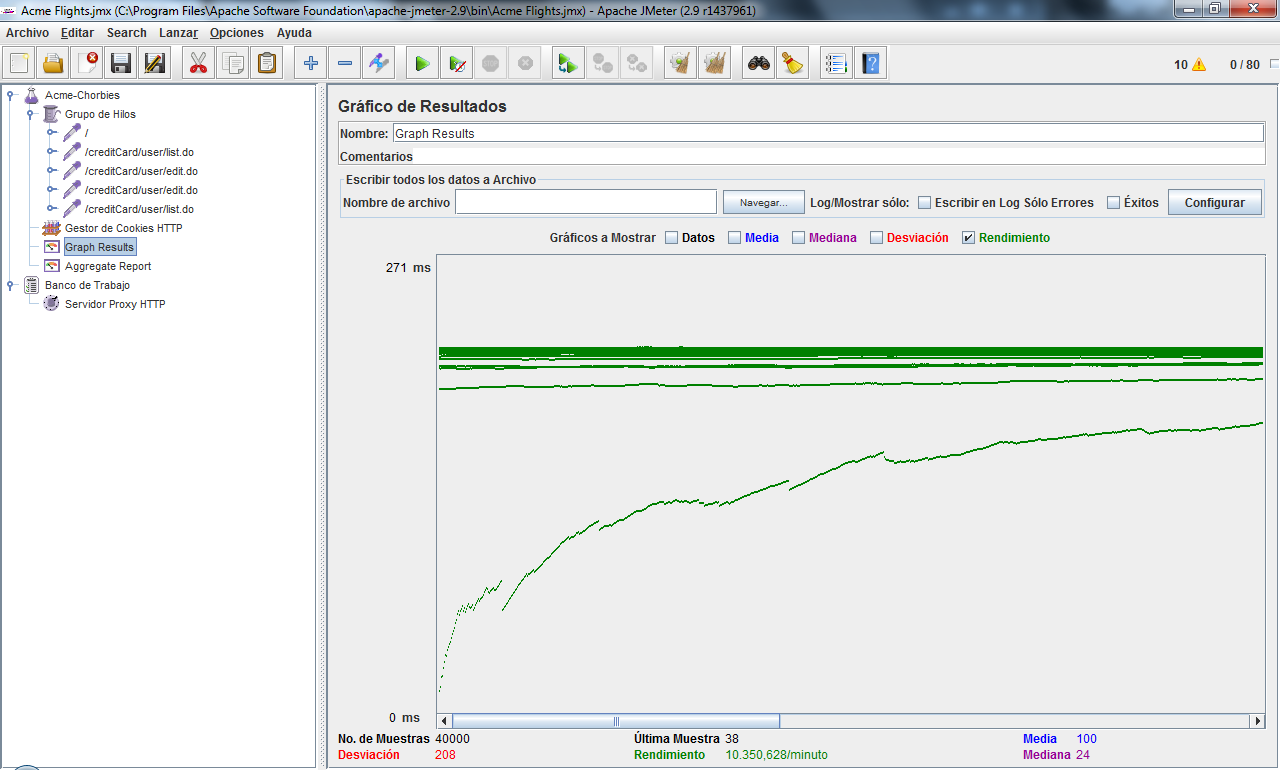 Acme Flights.jmx (C:\Program Files\Apache Software Foundation\apache-jmeter-2.9\bin\Acme Flights.jmx) - Apache JMeter (2.9 r1437961)
Archivo Editar Search Lanzar Opciones Ayuda
10 0 / 80
Acme-Chorbies
Grupo de Hilos
/
/creditCard/user/list.do
/creditCard/user/edit.do
/creditCard/user/edit.do
/creditCard/user/list.do
Gestor de Cookies HTTP
Graph Results
Aggregate Report
Banco de Trabajo
Servidor Proxy HTTP
Gráfico de Resultados
Nombre: Graph Results
Comentarios
Escribir todos los datos a Archivo
Nombre de archivo Navegar... Log/Mostrar sólo: Escribir en Log Sólo Errores Éxitos Configurar
Gráficos a Mostrar Datos Media Mediana Desviación Rendimiento
271 ms
0 ms
No. de Muestras 40000 Última Muestra 38 Media 100
Desviación 208 Rendimiento 10.350,628/minuto Mediana 24